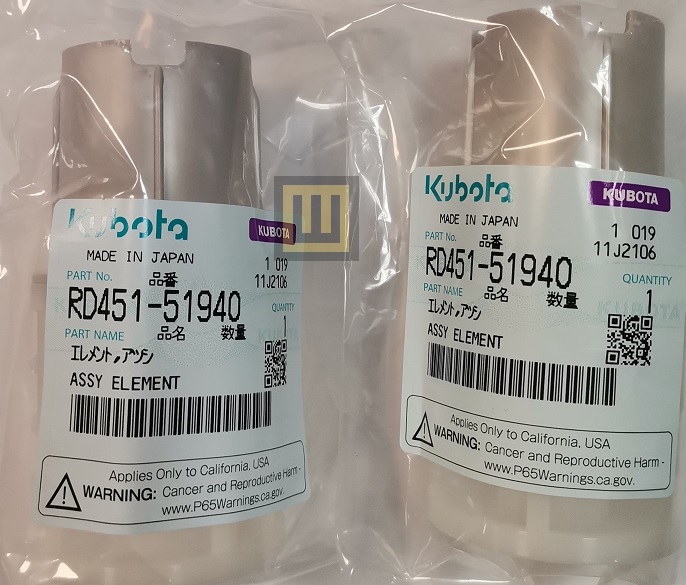 Kubota
KUBOTA
MADE IN JAPAN
1 019
11J2106
PART No.
品番
RD451-51940
QUANTITY
PART NAME
品名
数量
1
エレメント,アツシ
ASSY ELEMENT
Applies Only to California, USA
WARNING: Cancer and Reproductive Harm -
www.P65Warnings.ca.gov.
Kubota
KUBOTA
MADE IN JAPAN
1 019
11J2106
PART No.
品番
RD451-51940
QUANTITY
PART NAME
品名
数量
1
エレメント,アツシ
ASSY ELEMENT
Applies Only to California, USA
WARNING: Cancer and Reproductive Harm -
www.P65Warnings.ca.gov.